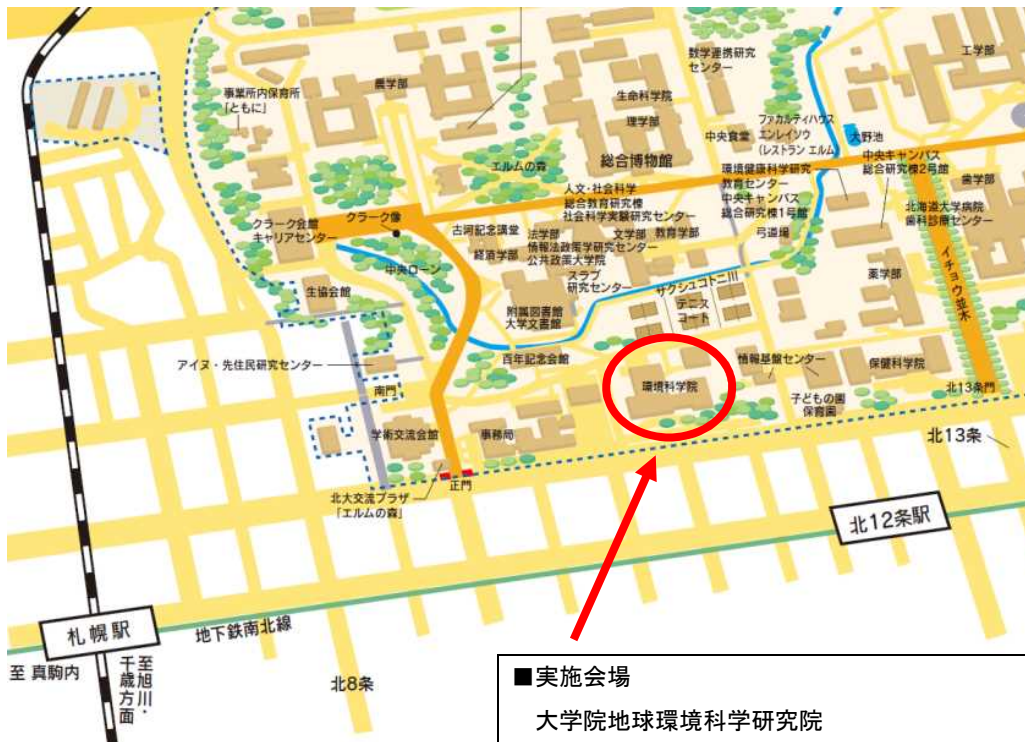 数学連携研究
センター
工学部
農学部
事業所内保育所
「ともに」
生命科学院
理学部
ファカルティハウス
エンレイソウ
(レストラン エルム)
中央食堂
大野池
総合博物館
エルムの森
中央キャンパス
総合研究棟2号館
環境健康科学研究
教育センター
中央キャンパス
総合研究棟1号館
歯学部
人文・社会科学
総合教育研究棟
社会科学実験研究センター
北海道大学病院
歯科診療センター
クラーク会館
キャリアセンター
クラーク像
古河記念講堂
法学部
文学部
教育学部
弓道場
情報法政策学研究センター
公共政策大学院
経済学部
中央ローン
スラブ
研究センター
薬学部
イチョウ並木
生協会館
サクシュコトニ川
テニス
コート
附属図書館
大学文書館
アイヌ・先住民研究センター
百年記念会館
情報基盤センター
保健科学院
環境科学院
南門
子どもの園
保育園
北13条門
学術交流会館
事務局
北13条
正門
北大交流プラザ
「エルムの森」
北12条駅
札幌駅
地下鉄南北線
至 真駒内
至旭川・
千歳方面
北8条
■実施会場
大学院地球環境科学研究院